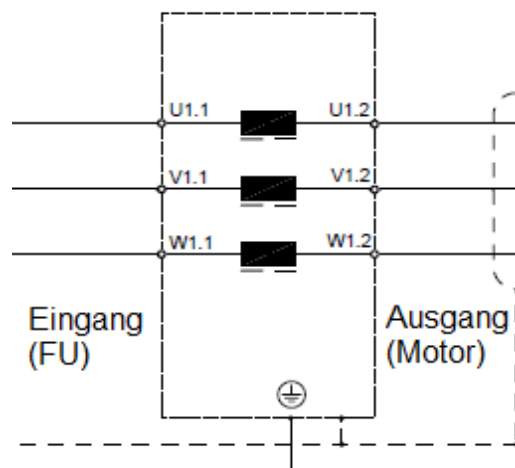 U1.1 U1.2
V1.1 V1.2
W1.1 W1.2
Eingang
(FU)
Ausgang
(Motor)